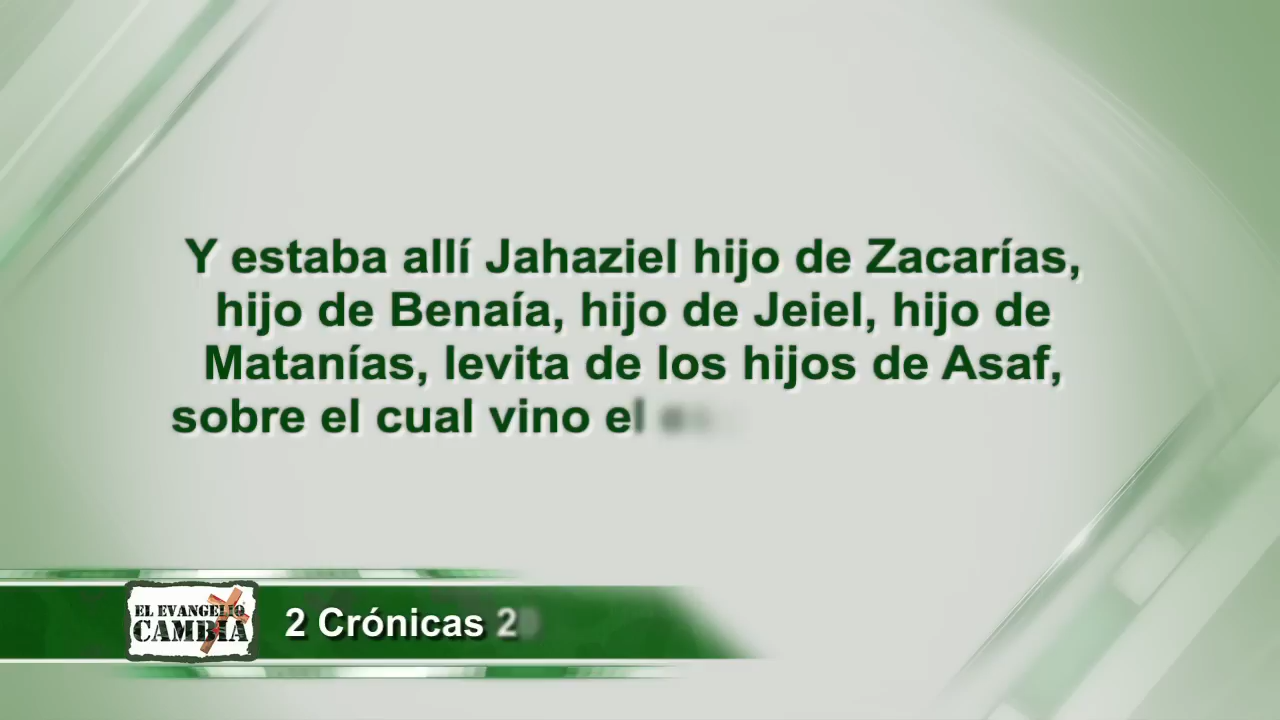 Y estaba allí Jahaziel hijo de Zacarías,
hijo de Benaía, hijo de Jeiel, hijo de
Matanías, levita de los hijos de Asaf,
sobre el cual vino el
EL EVANGELIO
CAMBIA
2 Crónicas